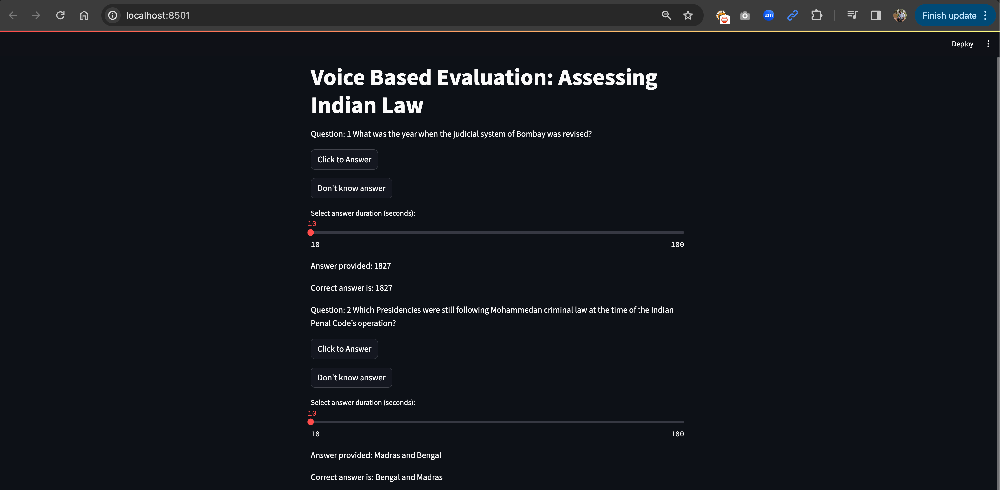 localhost:8501
zm
Finish update
Deploy
Voice Based Evaluation: Assessing
Indian Law
Question: 1 What was the year when the judicial system of Bombay was revised?
Click to Answer
Don't know answer
Select answer duration (seconds):
10
10 100
Answer provided: 1827
Correct answer is: 1827
Question: 2 Which Presidencies were still following Mohammedan criminal law at the time of the Indian
Penal Code’s operation?
Click to Answer
Don't know answer
Select answer duration (seconds):
10
10 100
Answer provided: Madras and Bengal
Correct answer is: Bengal and Madras